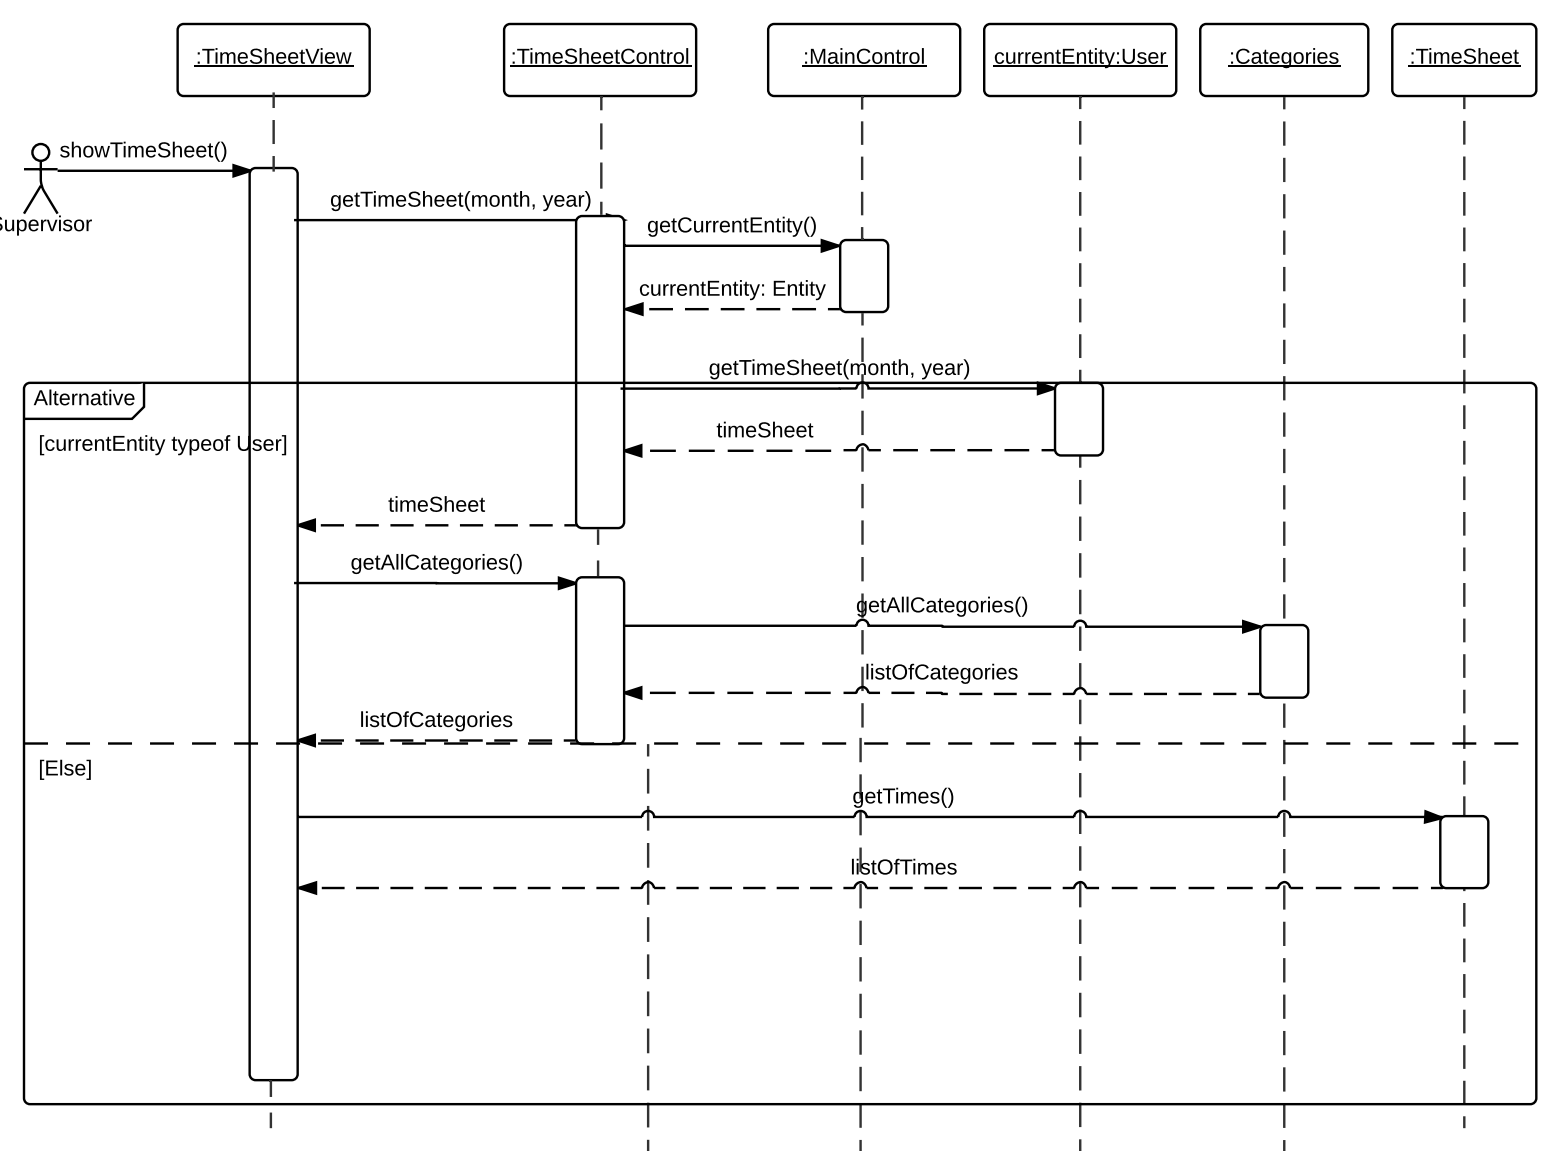 :TimeSheetView
:TimeSheetControl
:MainControl
currentEntity:User
:Categories
:TimeSheet
showTimeSheet()
Supervisor
getTimeSheet(month, year)
getCurrentEntity()
currentEntity: Entity
getTimeSheet(month, year)
Alternative
[currentEntity typeof User]
timeSheet
timeSheet
getAllCategories()
getAllCategories()
listOfCategories
listOfCategories
[Else]
getTimes()
listOfTimes